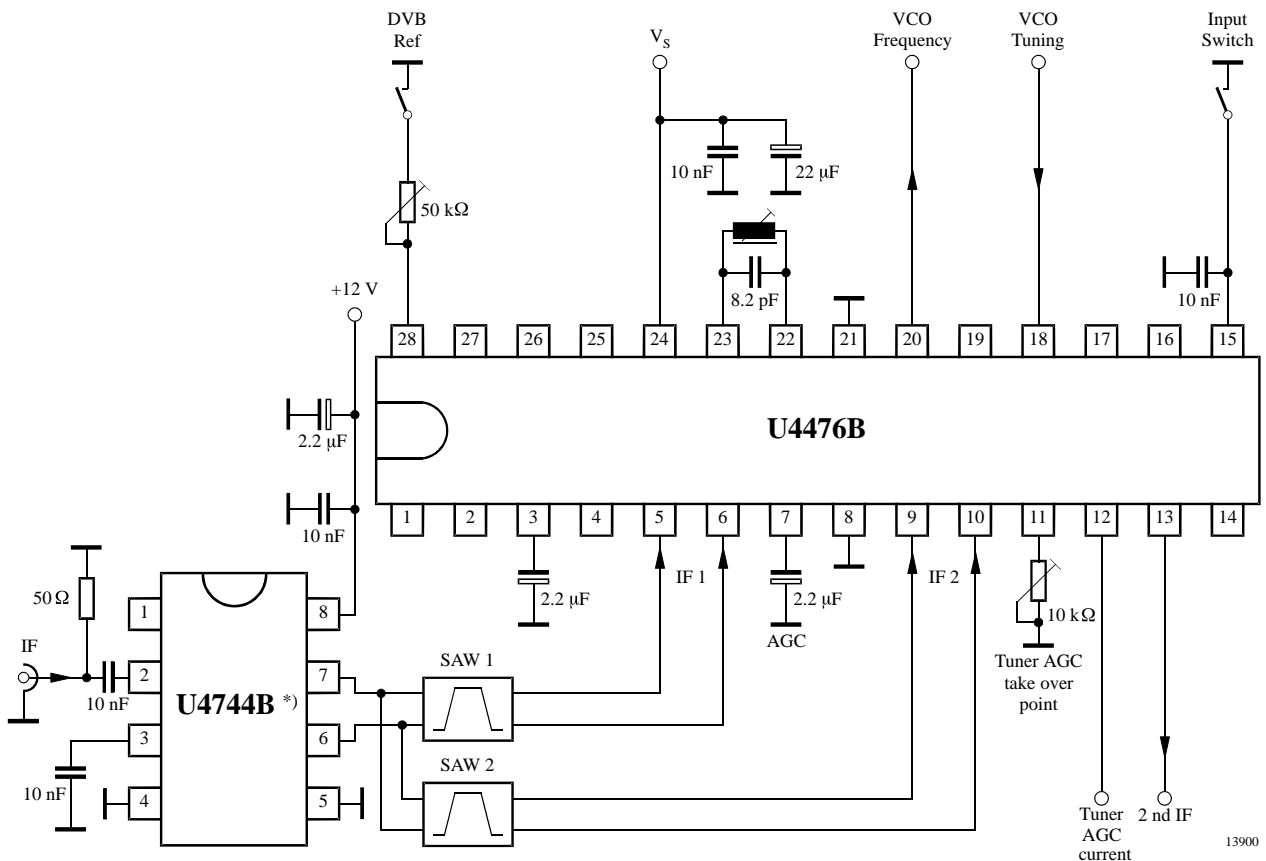 DVB
Ref
V_S
VCO
Frequency
VCO
Tuning
Input
Switch
10 nF
22 μF
50 kΩ
8.2 pF
10 nF
+12 V
28
27
26
25
24
23
22
21
20
19
18
17
16
15
2.2 μF
U4476B
10 nF
1
2
3
4
5
6
7
8
9
10
11
12
13
14
50 Ω
IF
10 nF
10 nF
1
2
3
4
8
7
6
5
U4744B *)
SAW 1
SAW 2
2.2 μF
IF 1
2.2 μF
AGC
IF 2
10 kΩ
Tuner AGC
take over
point
Tuner
AGC
current
2 nd IF
13900